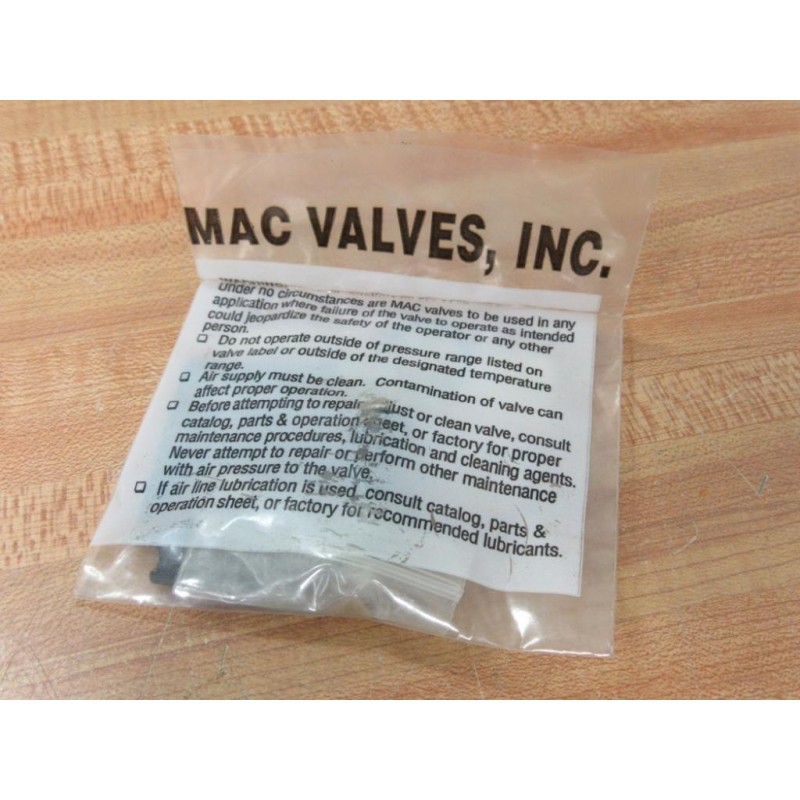 MAC VALVES, INC.
WARNING:
Under no circumstances are MAC valves to be used in any
application where failure of the valve to operate as intended
could jeopardize the safety of the operator or any other
person.
❑ Do not operate outside of pressure range listed on
valve label or outside of the designated temperature
range.
❑ Air supply must be clean. Contamination of valve can
affect proper operation.
❑ Before attempting to repair, adjust or clean valve, consult
catalog, parts & operation sheet, or factory for proper
maintenance procedures, lubrication and cleaning agents.
Never attempt to repair or perform other maintenance
with air pressure to the valve.
❑ If air line lubrication is used, consult catalog, parts &
operation sheet, or factory for recommended lubricants.